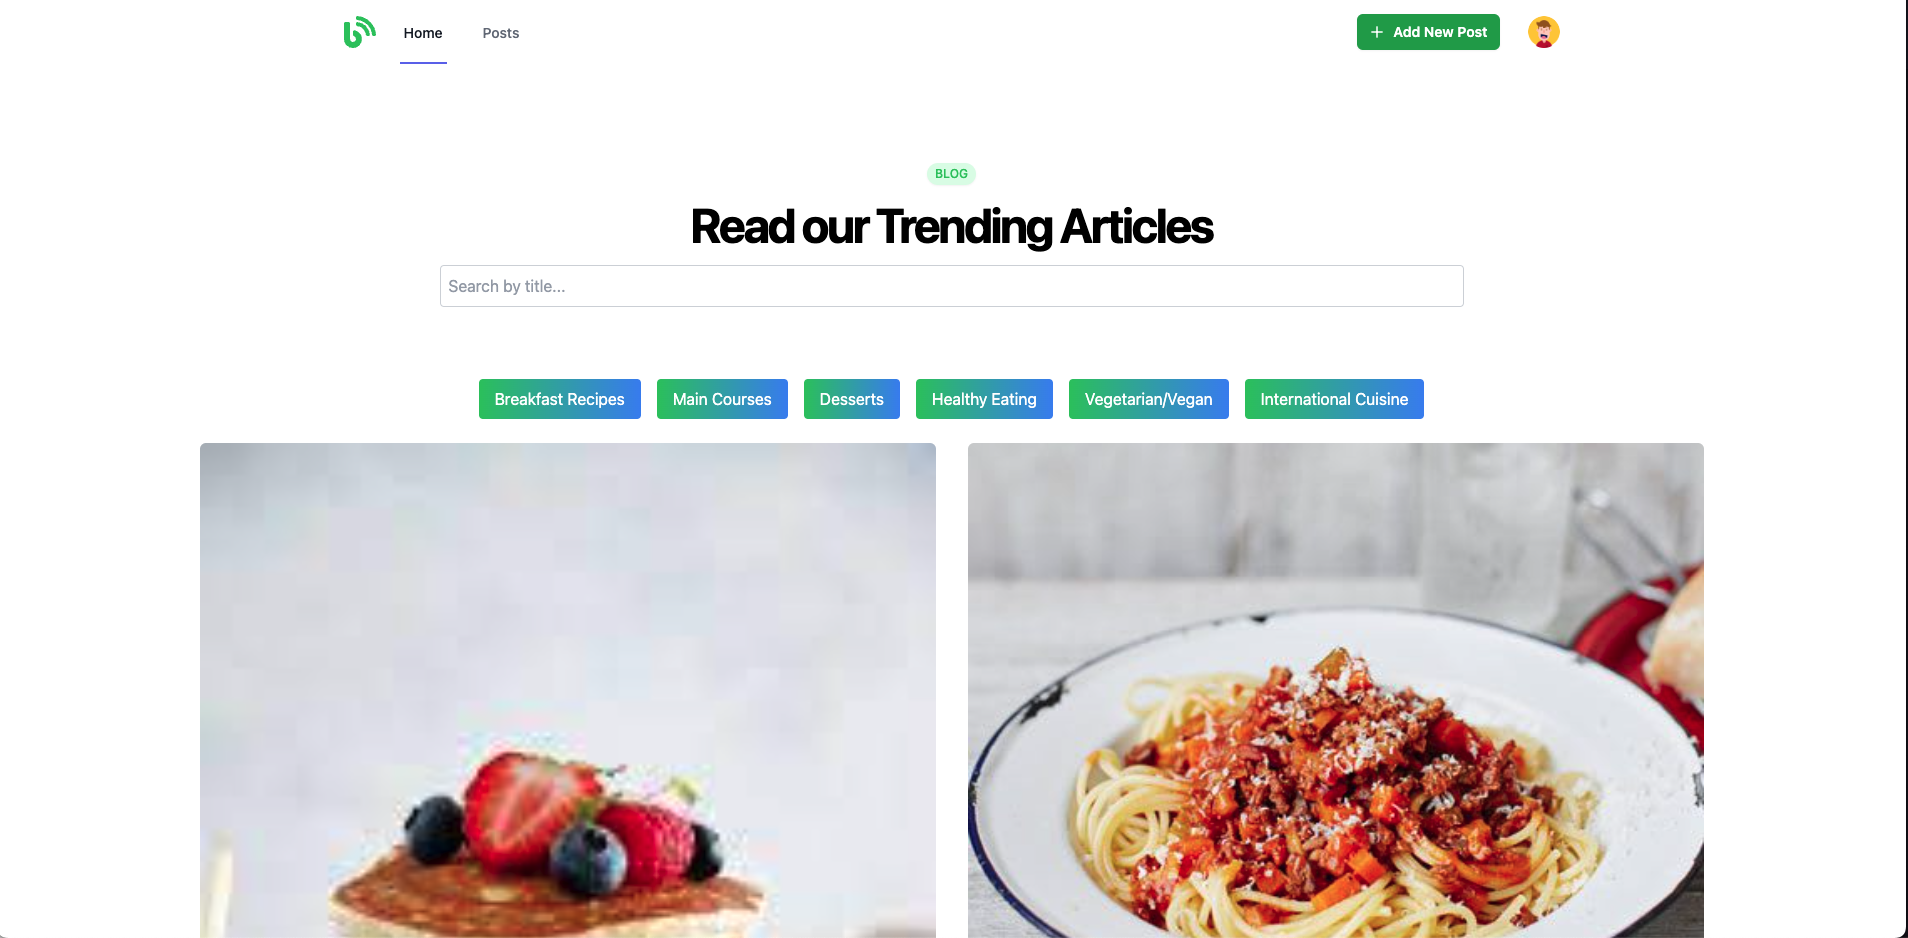 Home Posts + Add New Post
BLOG
Read our Trending Articles
Search by title...
Breakfast Recipes Main Courses Desserts Healthy Eating Vegetarian/Vegan International Cuisine